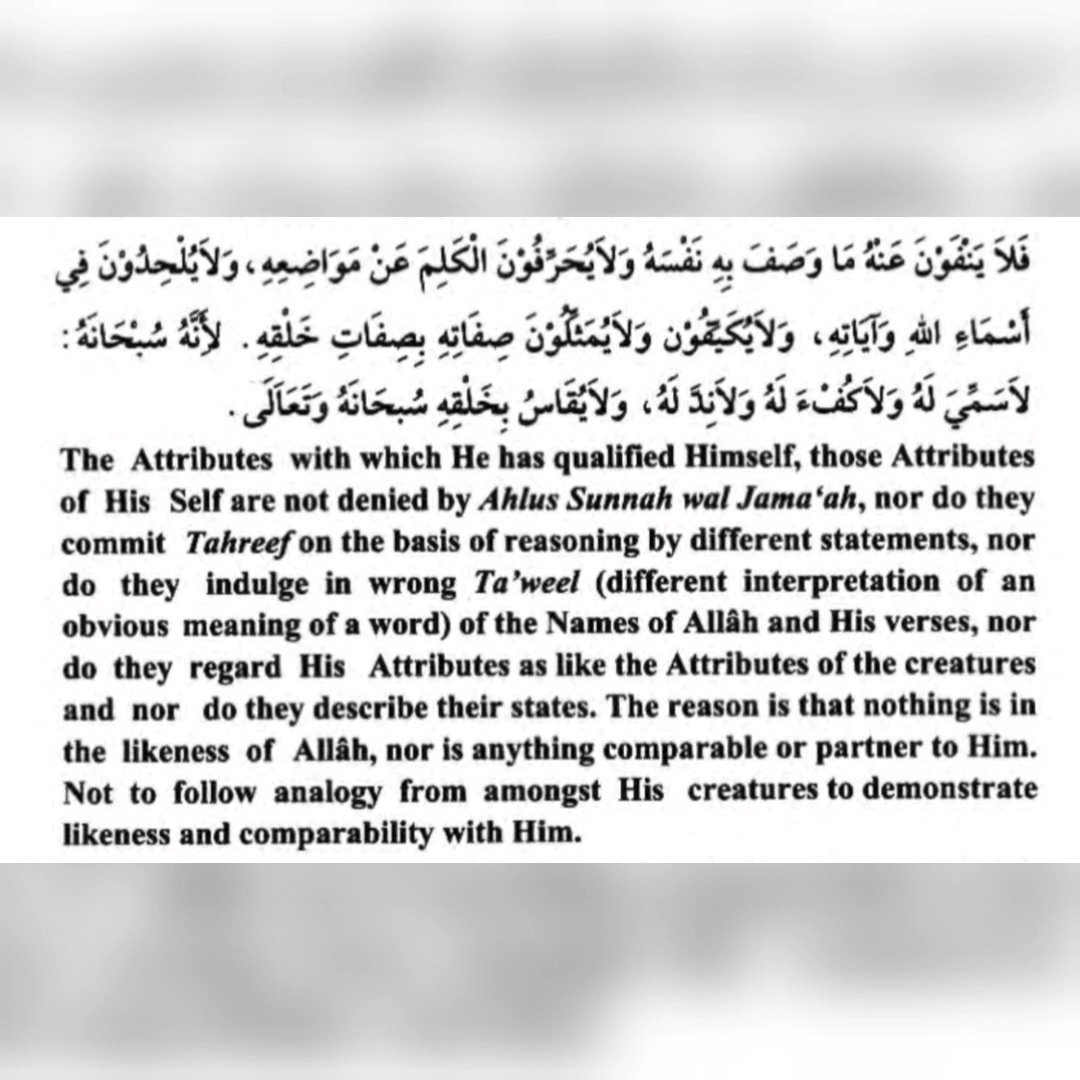 فَلاَ يَنْفَوْنَ عَنْهُ مَا وَصَفَ بِهِ نَفْسَهُ وَلاَيُحَرِّفُوْنَ الْكَلِمَ عَنْ مَوَاضِعِهِ، وَلاَيُلْحِدُوْنَ فِي
أَسْمَاءِ اللهِ وَآيَاتِهِ، وَلاَيُكَيِّفُوْن وَلاَيُمَثِّلُوْنَ صِفَاتِهِ بِصِفَاتِ خَلْقِهِ. لأَنَّهُ سُبْحَانَهُ:
لاَسَمِّيَ لَهُ وَلاَكُفْءَ لَهُ وَلاَنِدَّ لَهُ، وَلاَيُقَاسُ بِخَلْقِهِ سُبحَانَهُ وَتَعَآلَى.
The Attributes with which He has qualified Himself, those Attributes
of His Self are not denied by Ahlus Sunnah wal Jama‘ah, nor do they
commit Tahreef on the basis of reasoning by different statements, nor
do they indulge in wrong Ta’weel (different interpretation of an
obvious meaning of a word) of the Names of Allâh and His verses, nor
do they regard His Attributes as like the Attributes of the creatures
and nor do they describe their states. The reason is that nothing is in
the likeness of Allâh, nor is anything comparable or partner to Him.
Not to follow analogy from amongst His creatures to demonstrate
likeness and comparability with Him.